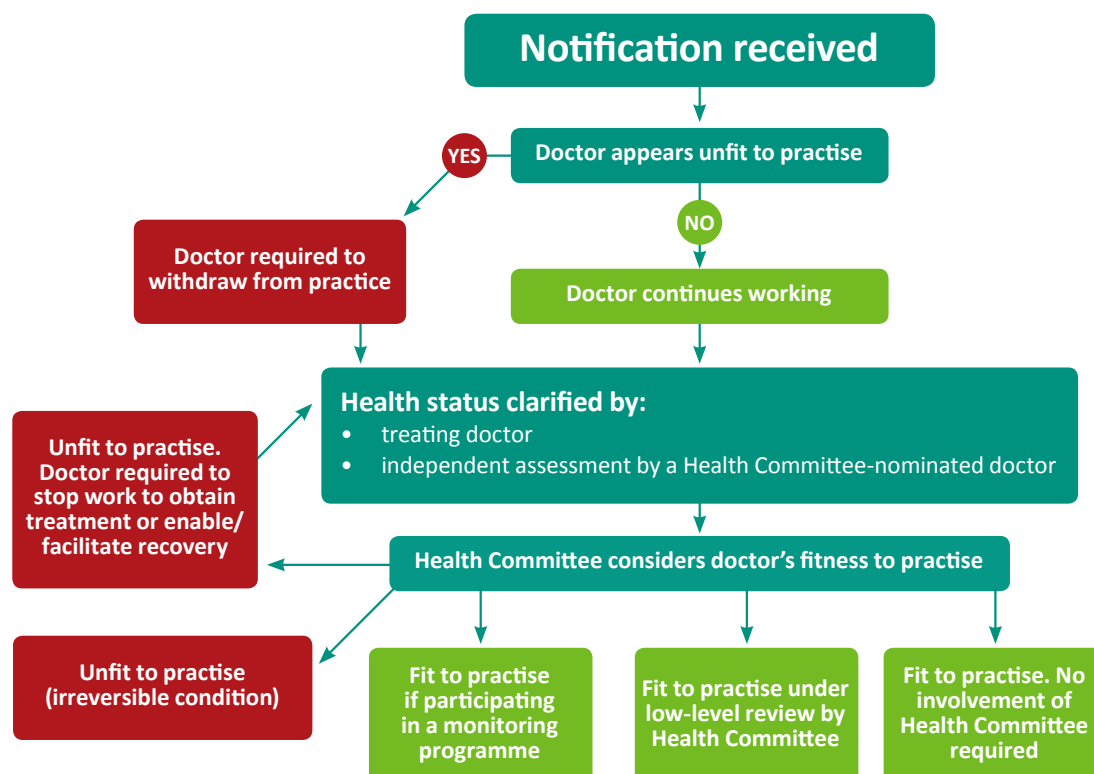 Notification received
Doctor appears unfit to practise
YES
NO
Doctor required to
withdraw from practice
Doctor continues working
Health status clarified by:
• treating doctor
• independent assessment by a Health Committee-nominated doctor
Unfit to practise.
Doctor required to
stop work to obtain
treatment or enable/
facilitate recovery
Health Committee considers doctor’s fitness to practise
Unfit to practise
(irreversible condition)
Fit to practise
if participating
in a monitoring
programme
Fit to practise under
low-level review by
Health Committee
Fit to practise. No
involvement of
Health Committee
required